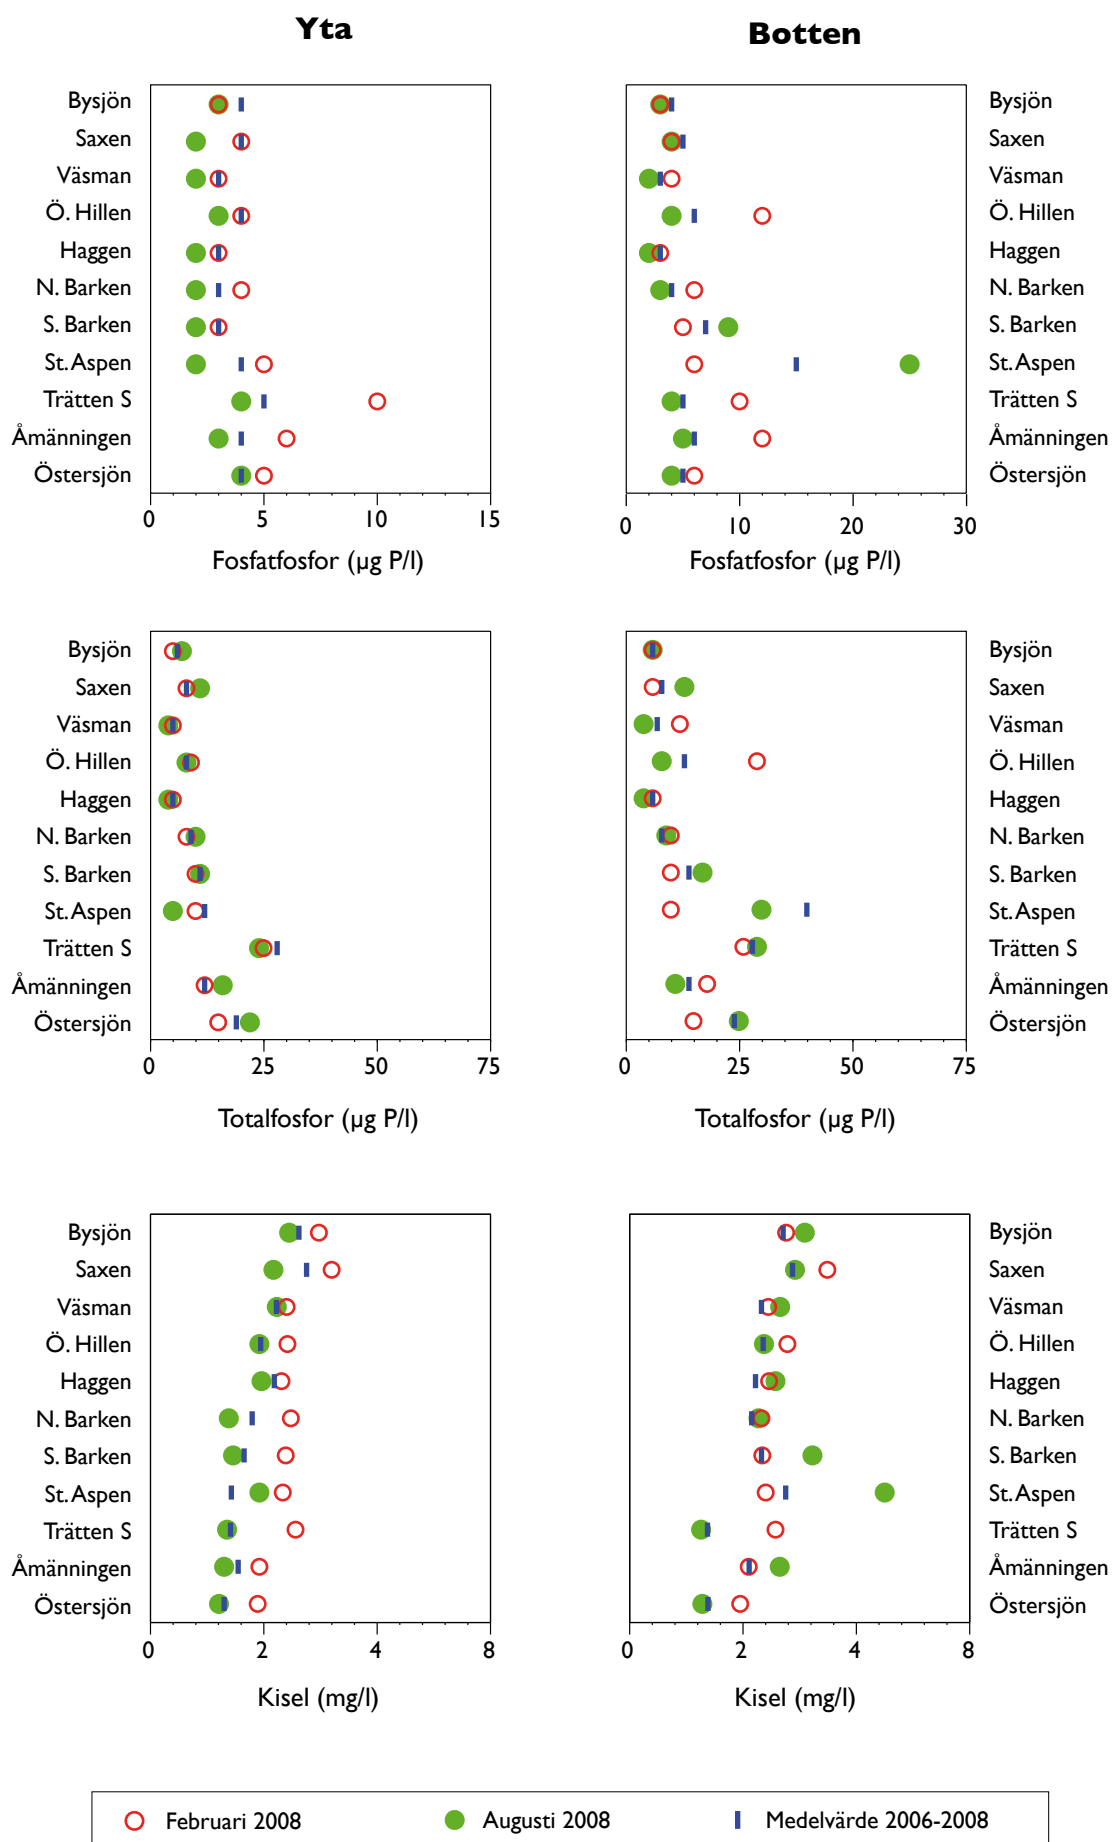 Yta Botten
Bysjön Bysjön
Saxen Saxen
Väsman Väsman
Ö. Hillen Ö. Hillen
Haggen Haggen
N. Barken N. Barken
S. Barken S. Barken
St. Aspen St. Aspen
Trätten S Trätten S
Åmänningen Åmänningen
Östersjön Östersjön
0 5 10 15 0 10 20 30
Fosfatfosfor (µg P/l) Fosfatfosfor (µg P/l)
Bysjön Bysjön
Saxen Saxen
Väsman Väsman
Ö. Hillen Ö. Hillen
Haggen Haggen
N. Barken N. Barken
S. Barken S. Barken
St. Aspen St. Aspen
Trätten S Trätten S
Åmänningen Åmänningen
Östersjön Östersjön
0 25 50 75 0 25 50 75
Totalfosfor (µg P/l) Totalfosfor (µg P/l)
Bysjön Bysjön
Saxen Saxen
Väsman Väsman
Ö. Hillen Ö. Hillen
Haggen Haggen
N. Barken N. Barken
S. Barken S. Barken
St. Aspen St. Aspen
Trätten S Trätten S
Åmänningen Åmänningen
Östersjön Östersjön
0 2 4 8 0 2 4 8
Kisel (mg/l) Kisel (mg/l)
Februari 2008 Augusti 2008 Medelvärde 2006-2008